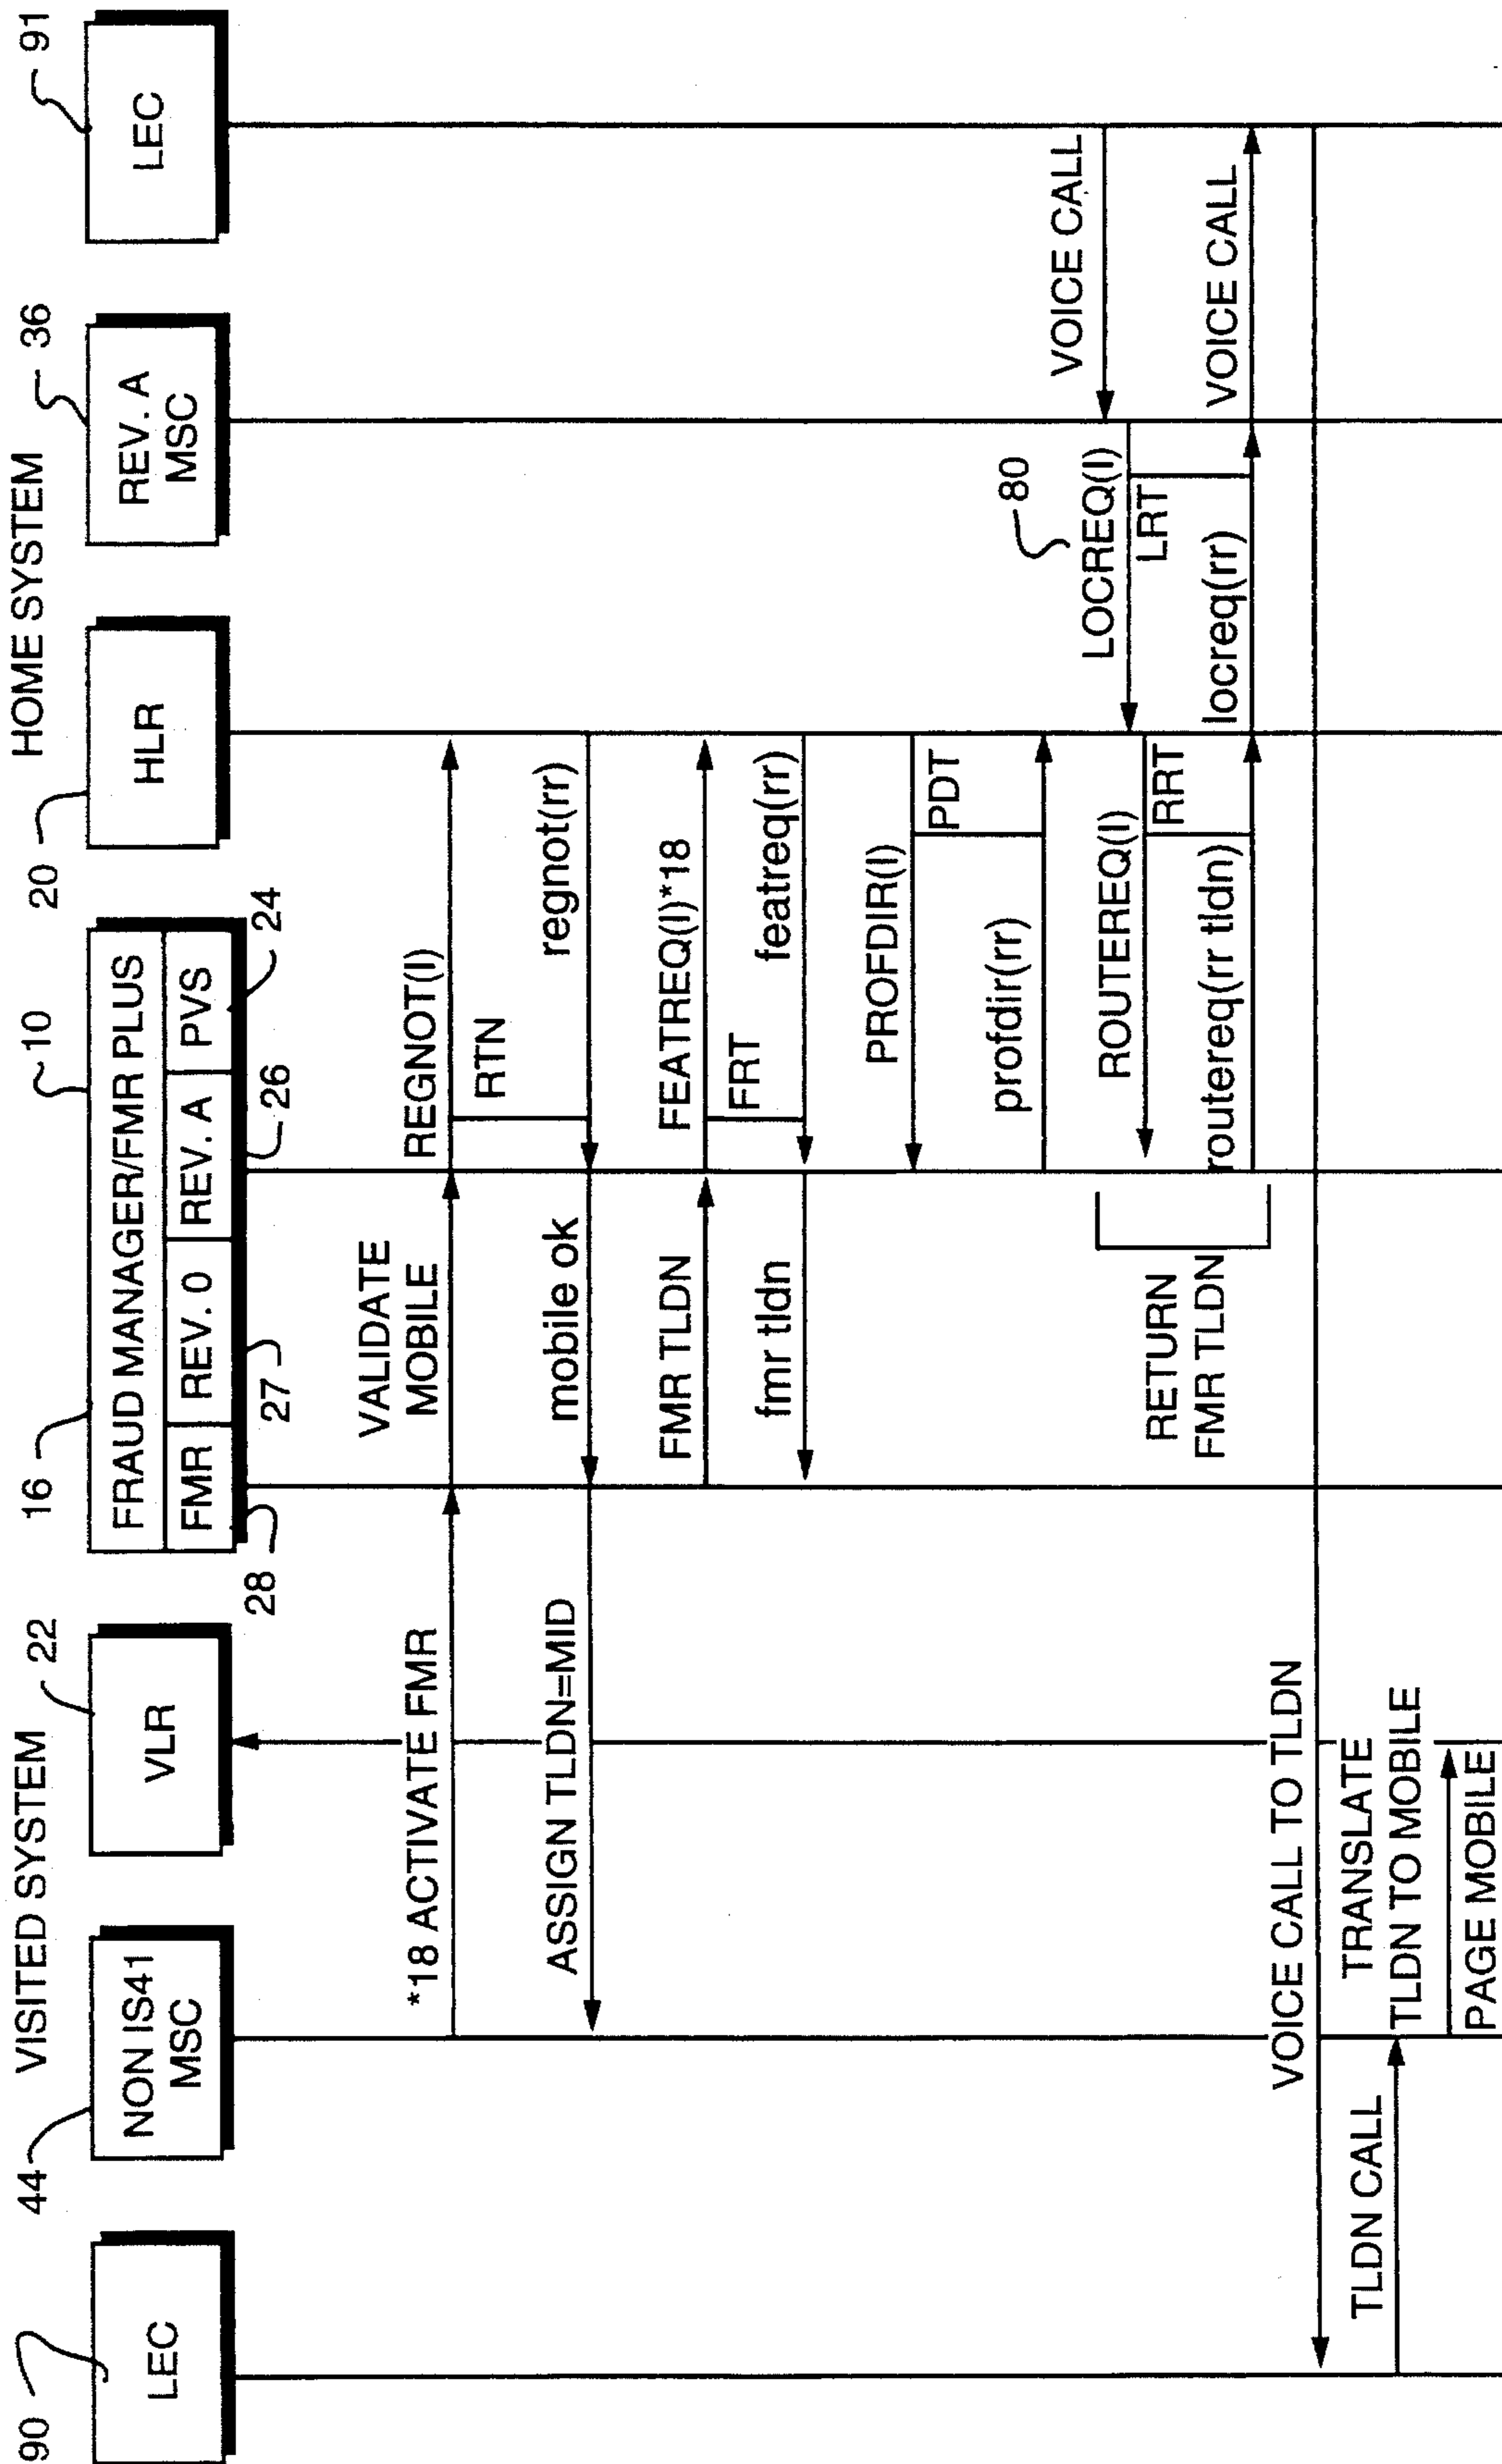 VISITED SYSTEM
HOME SYSTEM
90
44
22
16
10
20
36
91
LEC
NON IS41
MSC
VLR
FRAUD MANAGER/FMR PLUS
FMR
REV. 0
REV. A
PVS
HLR
REV. A
MSC
LEC
28
27
26
24
*18 ACTIVATE FMR
VALIDATE
MOBILE
REGNOT(I)
RTN
ASSIGN TLDN=MID
mobile ok
regnot(rr)
FMR TLDN
FEATREQ(I)*18
FRT
fmr tldn
featreq(rr)
PROFDIR(I)
PDT
profdir(rr)
VOICE CALL
80
LOCREQ(I)
LRT
ROUTEREQ(I)
RRT
RETURN
FMR TLDN
routereq(rr tldn)
locreq(rr)
VOICE CALL
VOICE CALL TO TLDN
TLDN CALL
TRANSLATE
TLDN TO MOBILE
PAGE MOBILE